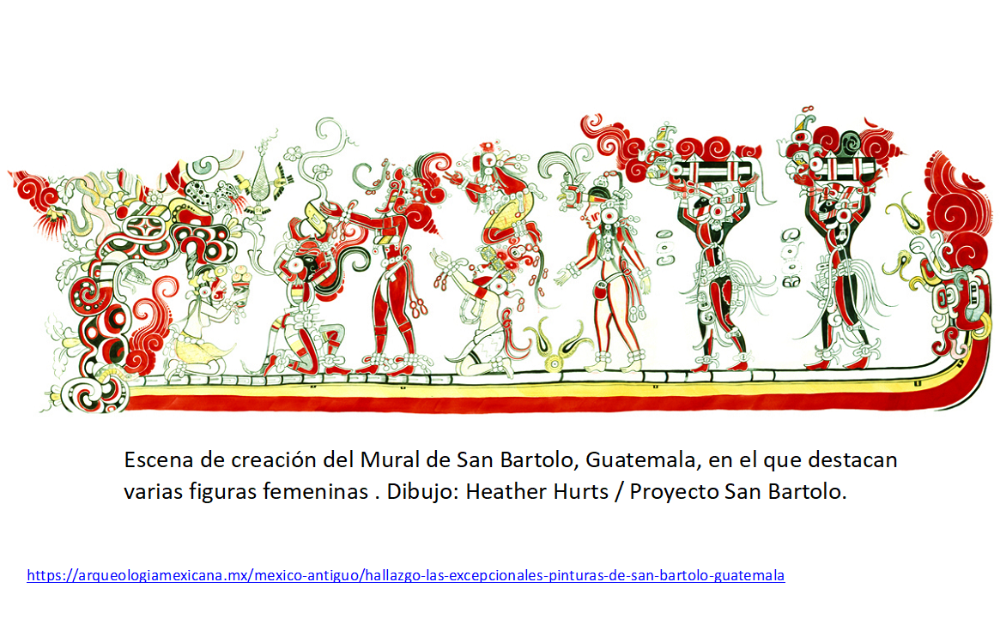 Escena de creación del Mural de San Bartolo, Guatemala, en el que destacan
varias figuras femeninas . Dibujo: Heather Hurts / Proyecto San Bartolo.
https://arqueologiamexicana.mx/mexico-antiguo/hallazgo-las-excepcionales-pinturas-de-san-bartolo-guatemala